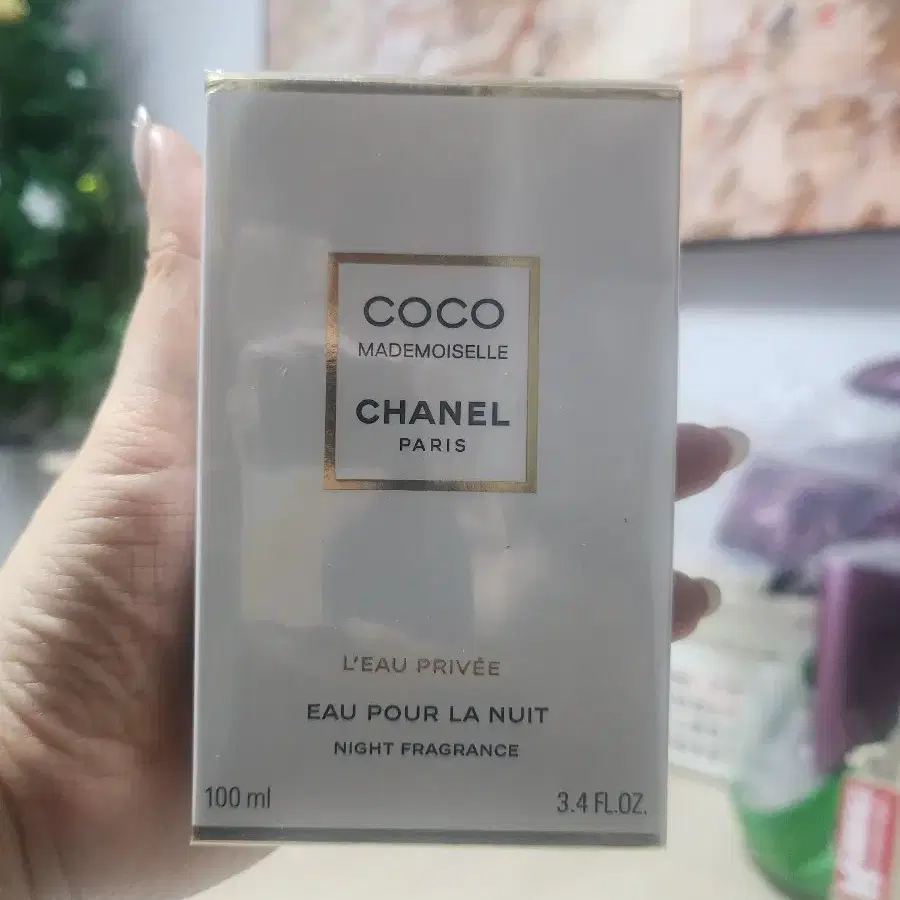 COCO
MADEMOISELLE
CHANEL
PARIS
L'EAU PRIVÉE
EAU POUR LA NUIT
NIGHT FRAGRANCE
100 ml
3.4 FL.OZ.